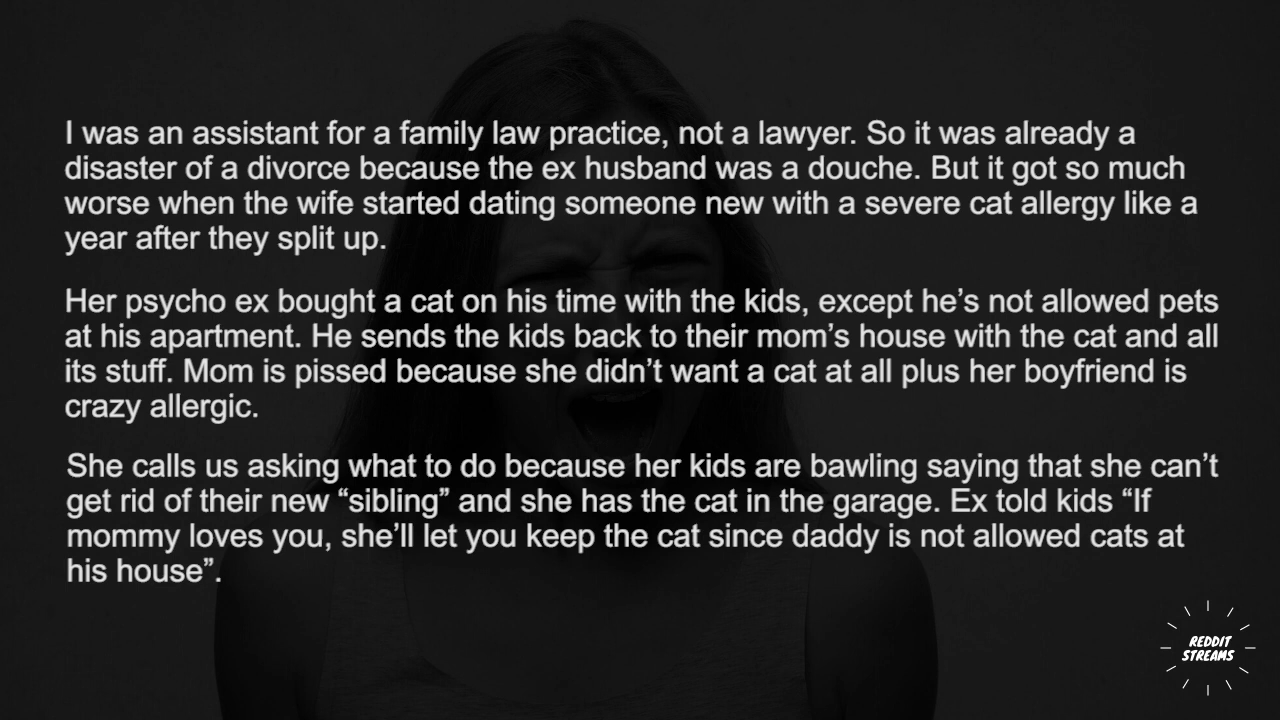 I was an assistant for a family law practice, not a lawyer. So it was already a
disaster of a divorce because the ex husband was a douche. But it got so much
worse when the wife started dating someone new with a severe cat allergy like a
year after they split up.
Her psycho ex bought a cat on his time with the kids, except he’s not allowed pets
at his apartment. He sends the kids back to their mom’s house with the cat and all
its stuff. Mom is pissed because she didn’t want a cat at all plus her boyfriend is
crazy allergic.
She calls us asking what to do because her kids are bawling saying that she can’t
get rid of their new “sibling” and she has the cat in the garage. Ex told kids “If
mommy loves you, she’ll let you keep the cat since daddy is not allowed cats at
his house”.
REDDIT
STREAMS